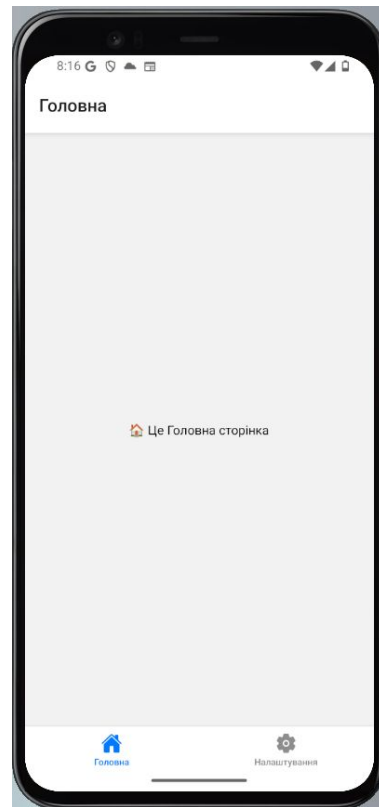 8:16 G
Головна
🏠 Це Головна сторінка
Головна
Налаштування